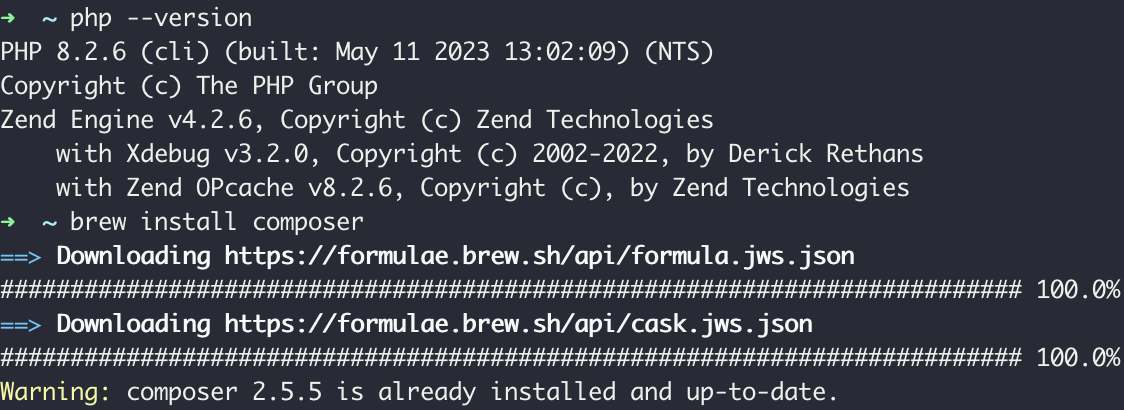 ➜  ~ php --version
PHP 8.2.6 (cli) (built: May 11 2023 13:02:09) (NTS)
Copyright (c) The PHP Group
Zend Engine v4.2.6, Copyright (c) Zend Technologies
    with Xdebug v3.2.0, Copyright (c) 2002-2022, by Derick Rethans
    with Zend OPcache v8.2.6, Copyright (c), by Zend Technologies
➜  ~ brew install composer
==> Downloading https://formulae.brew.sh/api/formula.jws.json
######################################################################### 100.0%
==> Downloading https://formulae.brew.sh/api/cask.jws.json
######################################################################### 100.0%
Warning: composer 2.5.5 is already installed and up-to-date.